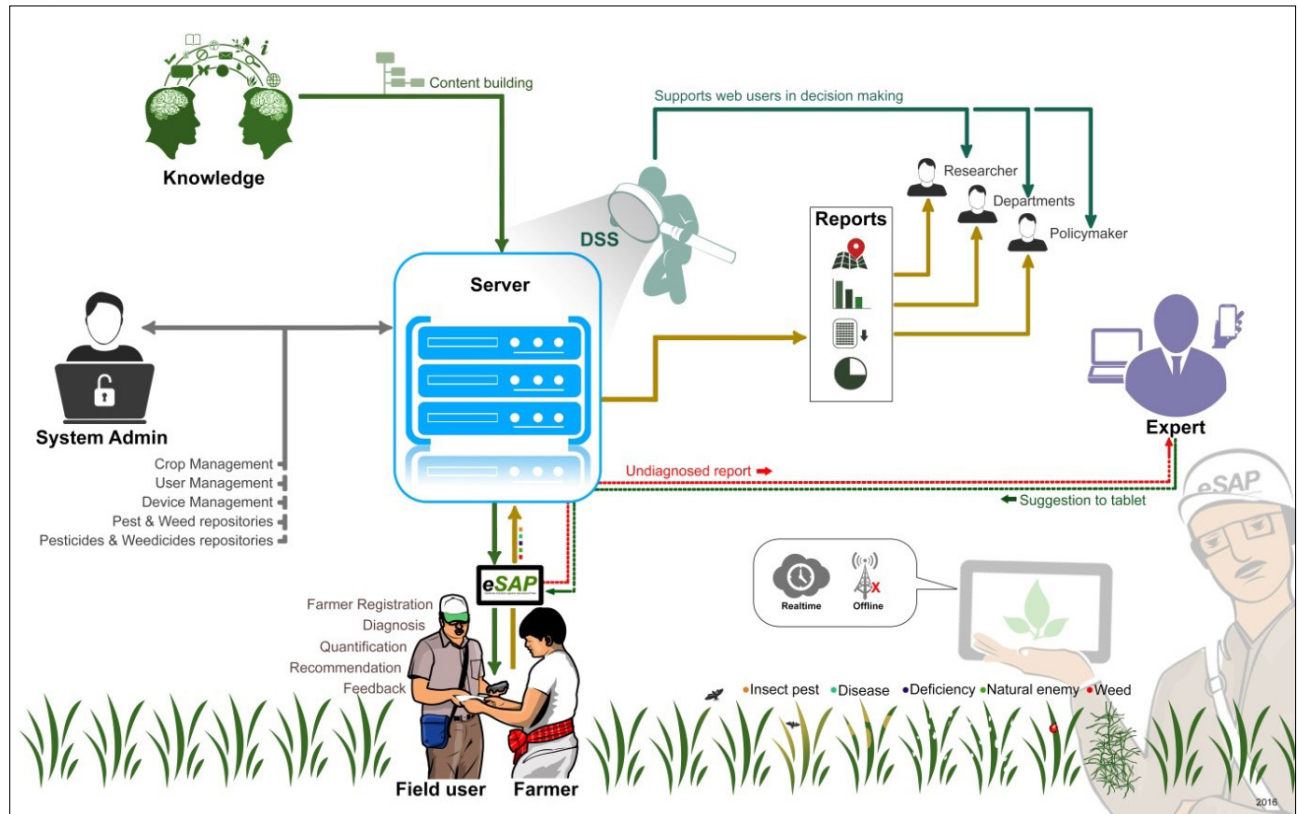 Content building
Knowledge
Supports web users in decision making
Researcher
Departments
Policymaker
DSS
Reports
Server
System Admin
Expert
Crop Management
User Management
Device Management
Pest & Weed repositories
Pesticides & Weedicides repositories
Undiagnosed report
Suggestion to tablet
eSAP
eSAP
Realtime
Offline
Farmer Registration
Diagnosis
Quantification
Recommendation
Feedback
Insect pest
Disease
Deficiency
Natural enemy
Weed
Field user
Farmer
2016